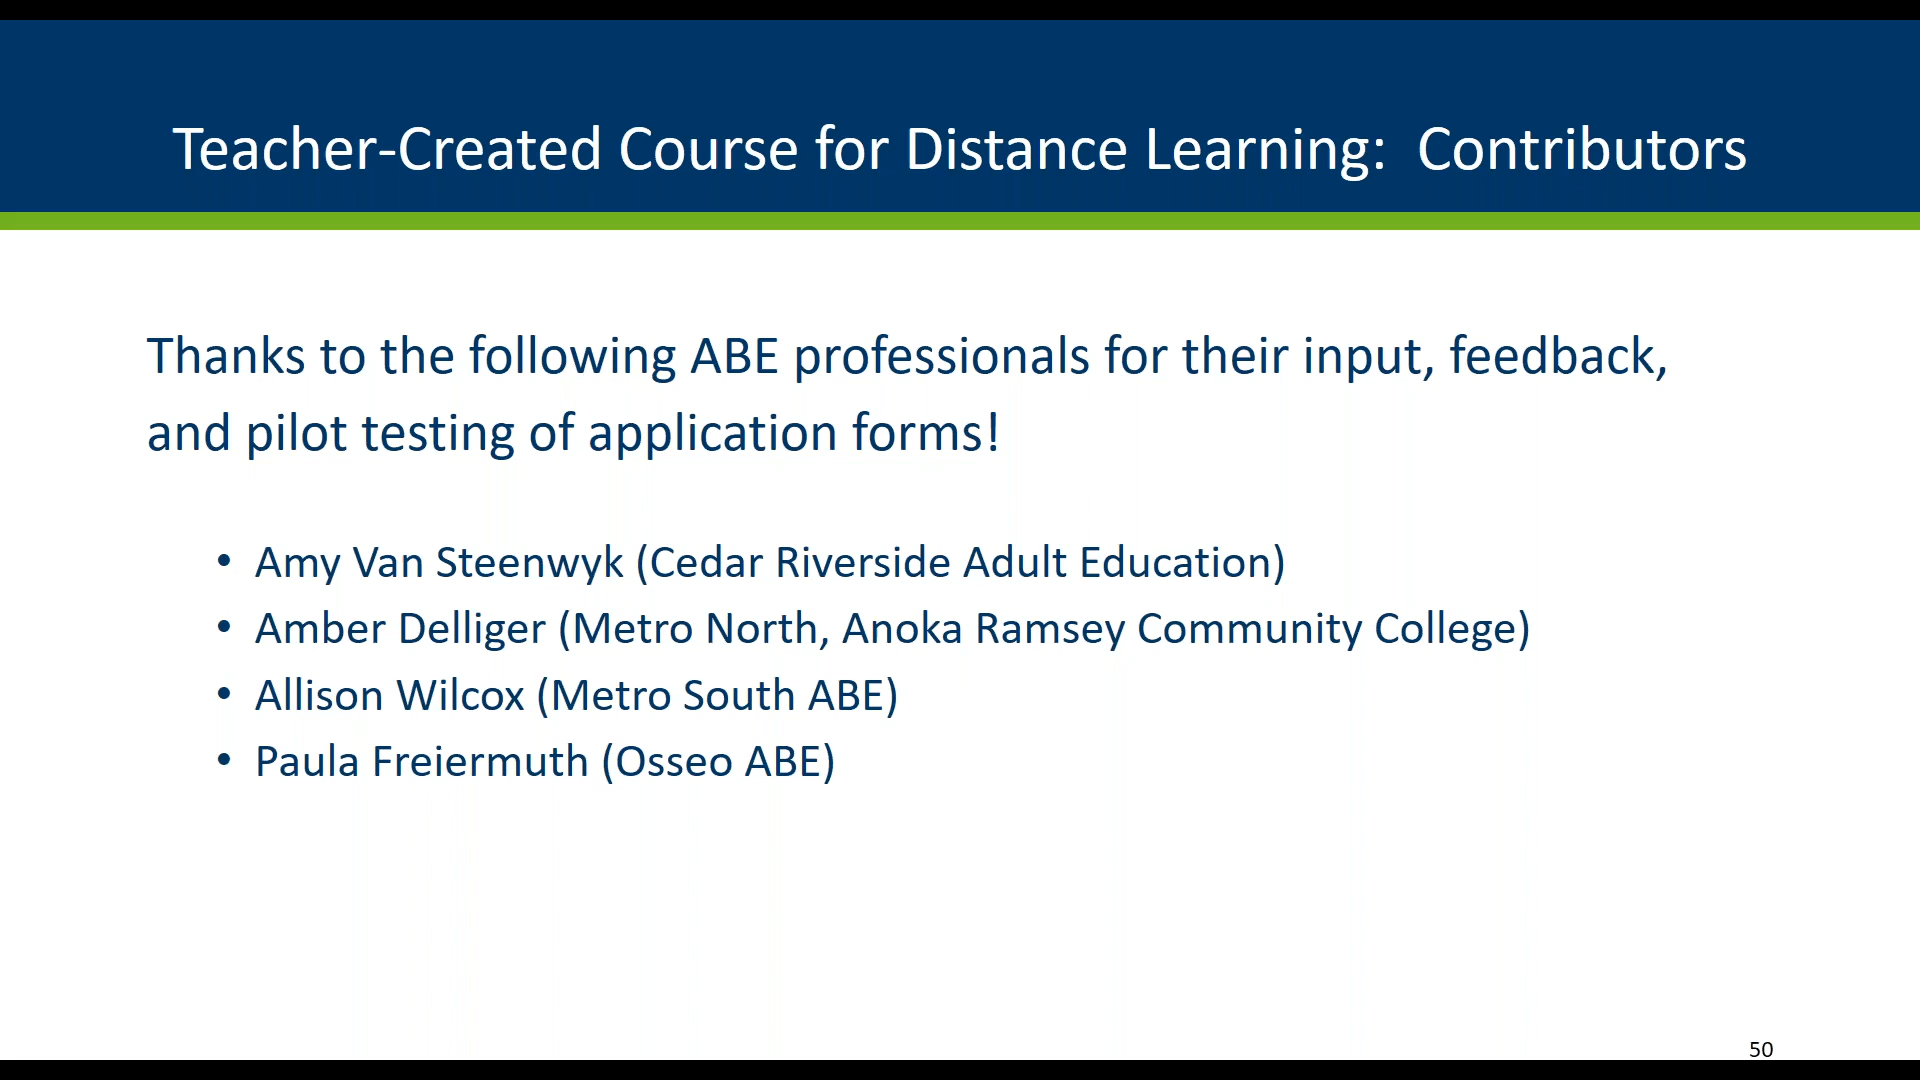 Teacher-Created Course for Distance Learning:  Contributors
Thanks to the following ABE professionals for their input, feedback,
and pilot testing of application forms!
• Amy Van Steenwyk (Cedar Riverside Adult Education)
• Amber Delliger (Metro North, Anoka Ramsey Community College)
• Allison Wilcox (Metro South ABE)
• Paula Freiermuth (Osseo ABE)
50